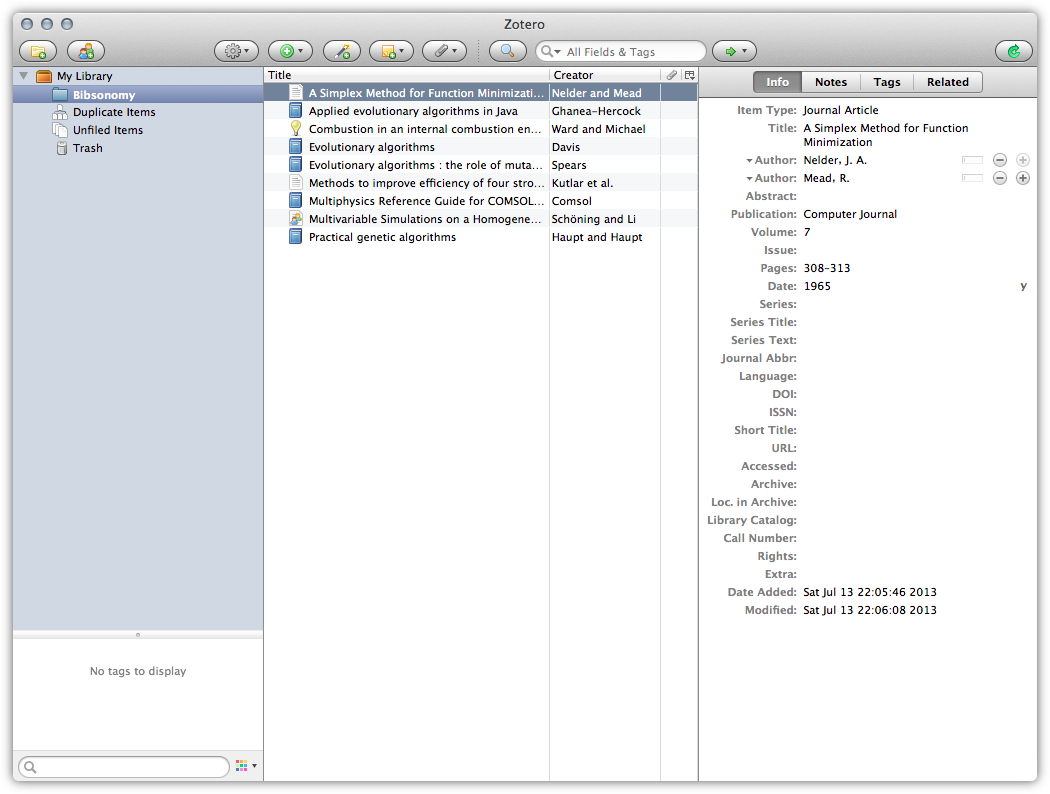 Zotero
All Fields & Tags
My Library
Bibsonomy
Duplicate Items
Unfiled Items
Trash
No tags to display
Title Creator
A Simplex Method for Function Minimizati... Nelder and Mead
Applied evolutionary algorithms in Java Ghanea-Hercock
Combustion in an internal combustion en... Ward and Michael
Evolutionary algorithms Davis
Evolutionary algorithms : the role of muta... Spears
Methods to improve efficiency of four stro... Kutlar et al.
Multiphysics Reference Guide for COMSOL... Comsol
Multivariable Simulations on a Homogene... Schöning and Li
Practical genetic algorithms Haupt and Haupt
Info Notes Tags Related
Item Type: Journal Article
Title: A Simplex Method for Function
Minimization
Author: Nelder, J. A.
Author: Mead, R.
Abstract:
Publication: Computer Journal
Volume: 7
Issue:
Pages: 308-313
Date: 1965 y
Series:
Series Title:
Series Text:
Journal Abbr:
Language:
DOI:
ISSN:
Short Title:
URL:
Accessed:
Archive:
Loc. in Archive:
Library Catalog:
Call Number:
Rights:
Extra:
Date Added: Sat Jul 13 22:05:46 2013
Modified: Sat Jul 13 22:06:08 2013